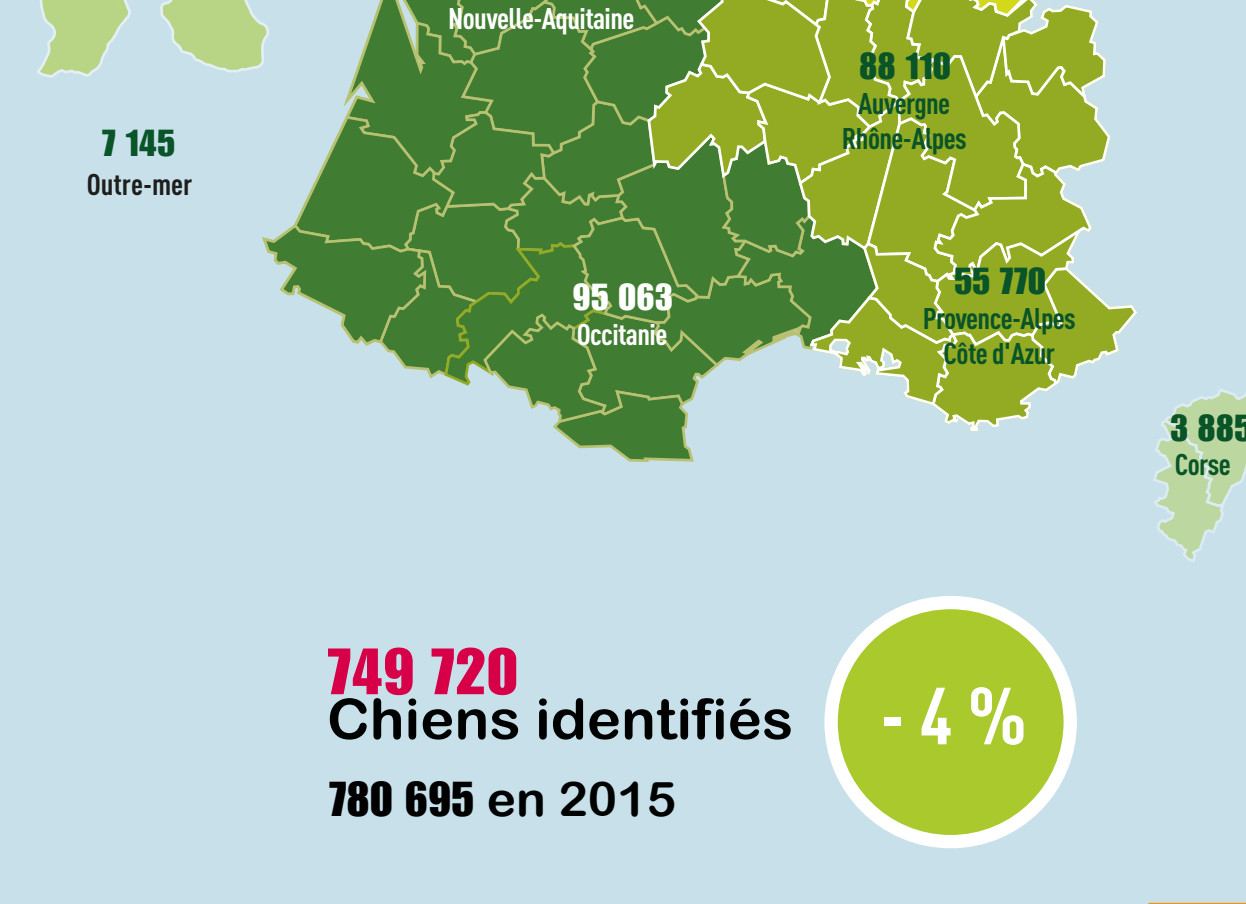 Nouvelle-Aquitaine
88 110
Auvergne
Rhône-Alpes
7 145
Outre-mer
95 063
Occitanie
55 770
Provence-Alpes
Côte d'Azur
3 885
Corse
749 720
Chiens identifiés
780 695 en 2015
- 4 %